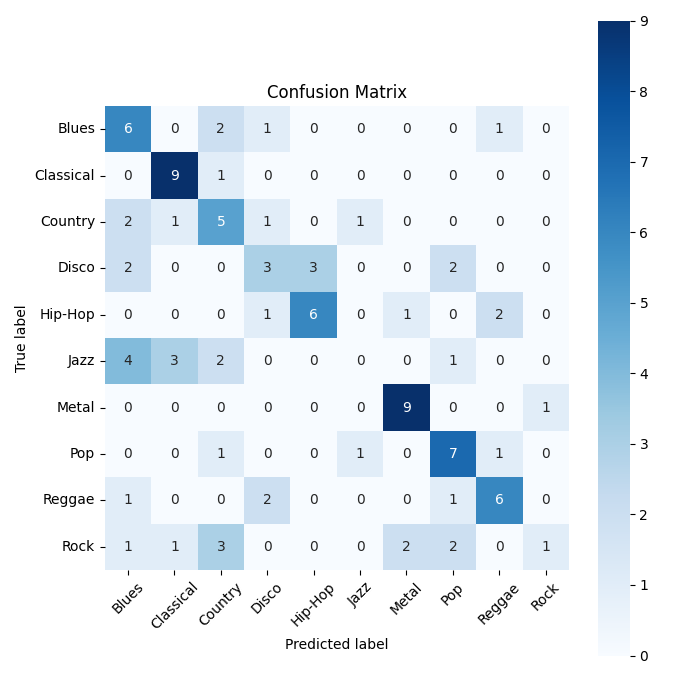 Confusion Matrix
True label
Blues 6 0 2 1 0 0 0 0 1 0
Classical 0 9 1 0 0 0 0 0 0 0
Country 2 1 5 1 0 1 0 0 0 0
Disco 2 0 0 3 3 0 0 2 0 0
Hip-Hop 0 0 0 1 6 0 1 0 2 0
Jazz 4 3 2 0 0 0 0 1 0 0
Metal 0 0 0 0 0 0 9 0 0 1
Pop 0 0 1 0 0 1 0 7 1 0
Reggae 1 0 0 2 0 0 0 1 6 0
Rock 1 1 3 0 0 0 2 2 0 1
Blues Classical Country Disco Hip-Hop Jazz Metal Pop Reggae Rock
Predicted label
9
8
7
6
5
4
3
2
1
0